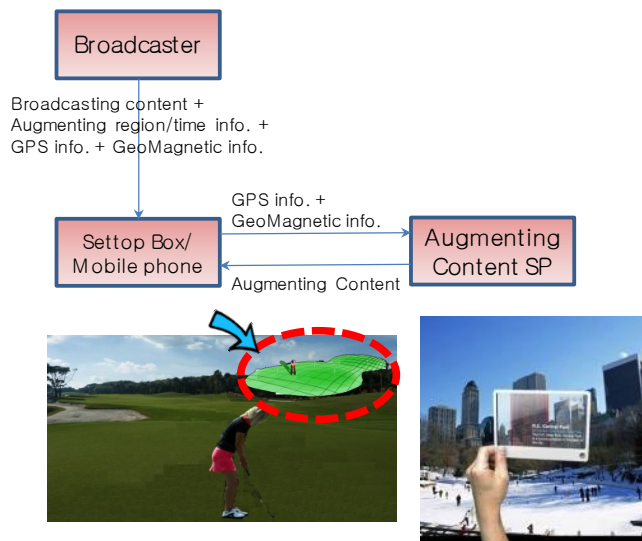 Broadcaster
Broadcasting content +
Augmenting region/time info. +
GPS info. + GeoMagnetic info.
GPS info. +
GeoMagnetic info.
Settop Box/
Mobile phone
Augmenting
Content SP
Augmenting Content